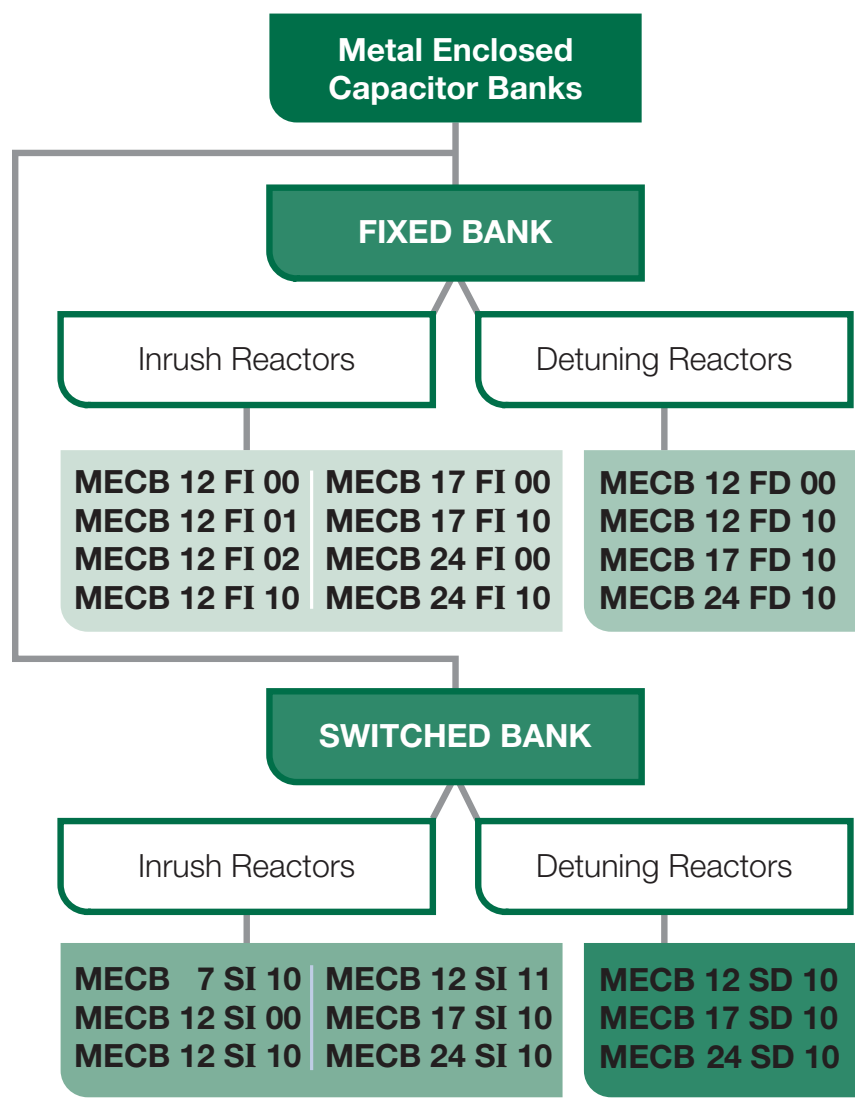 Metal Enclosed
Capacitor Banks
FIXED BANK
Inrush Reactors
Detuning Reactors
MECB 12 FI 00
MECB 12 FI 01
MECB 12 FI 02
MECB 12 FI 10
MECB 17 FI 00
MECB 17 FI 10
MECB 24 FI 00
MECB 24 FI 10
MECB 12 FD 00
MECB 12 FD 10
MECB 17 FD 10
MECB 24 FD 10
SWITCHED BANK
Inrush Reactors
Detuning Reactors
MECB 7 SI 10
MECB 12 SI 00
MECB 12 SI 10
MECB 12 SI 11
MECB 17 SI 10
MECB 24 SI 10
MECB 12 SD 10
MECB 17 SD 10
MECB 24 SD 10